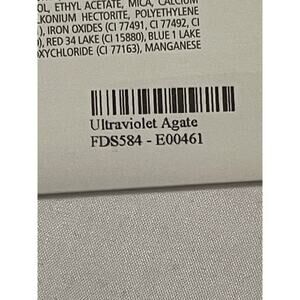 OL, ETHYL ACETATE, MICA, CALCIUM
LKONIUM HECTORITE, POLYETHYLENE
), IRON OXIDES (CI 77491, CI 77492, CI
), RED 34 LAKE (CI 15880), BLUE 1 LAKE
OXYCHLORIDE (CI 77163), MANGANESE
Ultraviolet Agate
FDS584 - E00461